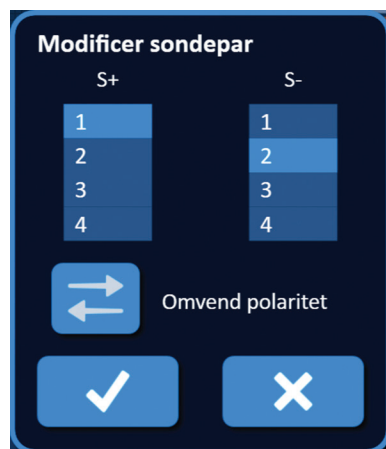 Modificer sondepar
S+ S-
1 1
2 2
3 3
4 4
Omvend polaritet